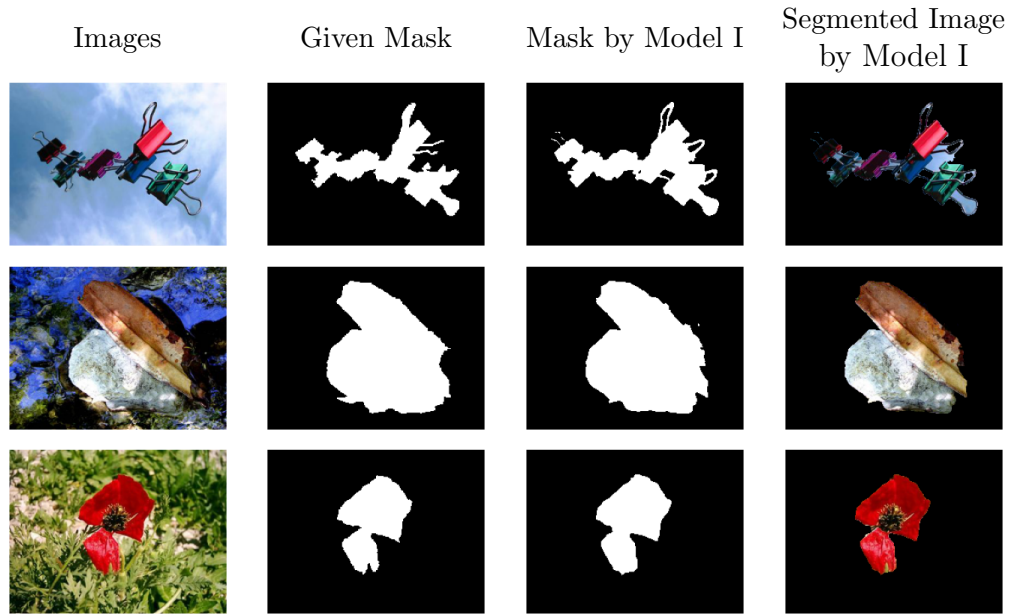 Images
Given Mask
Mask by Model I
Segmented Image
by Model I